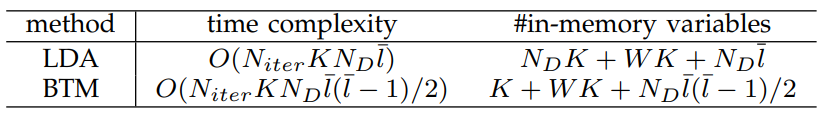 method time complexity #in-memory variables
LDA O(N_{iter}KN_D\bar{l}) N_DK + WK + N_D\bar{l}
BTM O(N_{iter}KN_D\bar{l}(\bar{l} − 1)/2) K + WK + N_D\bar{l}(\bar{l} − 1)/2